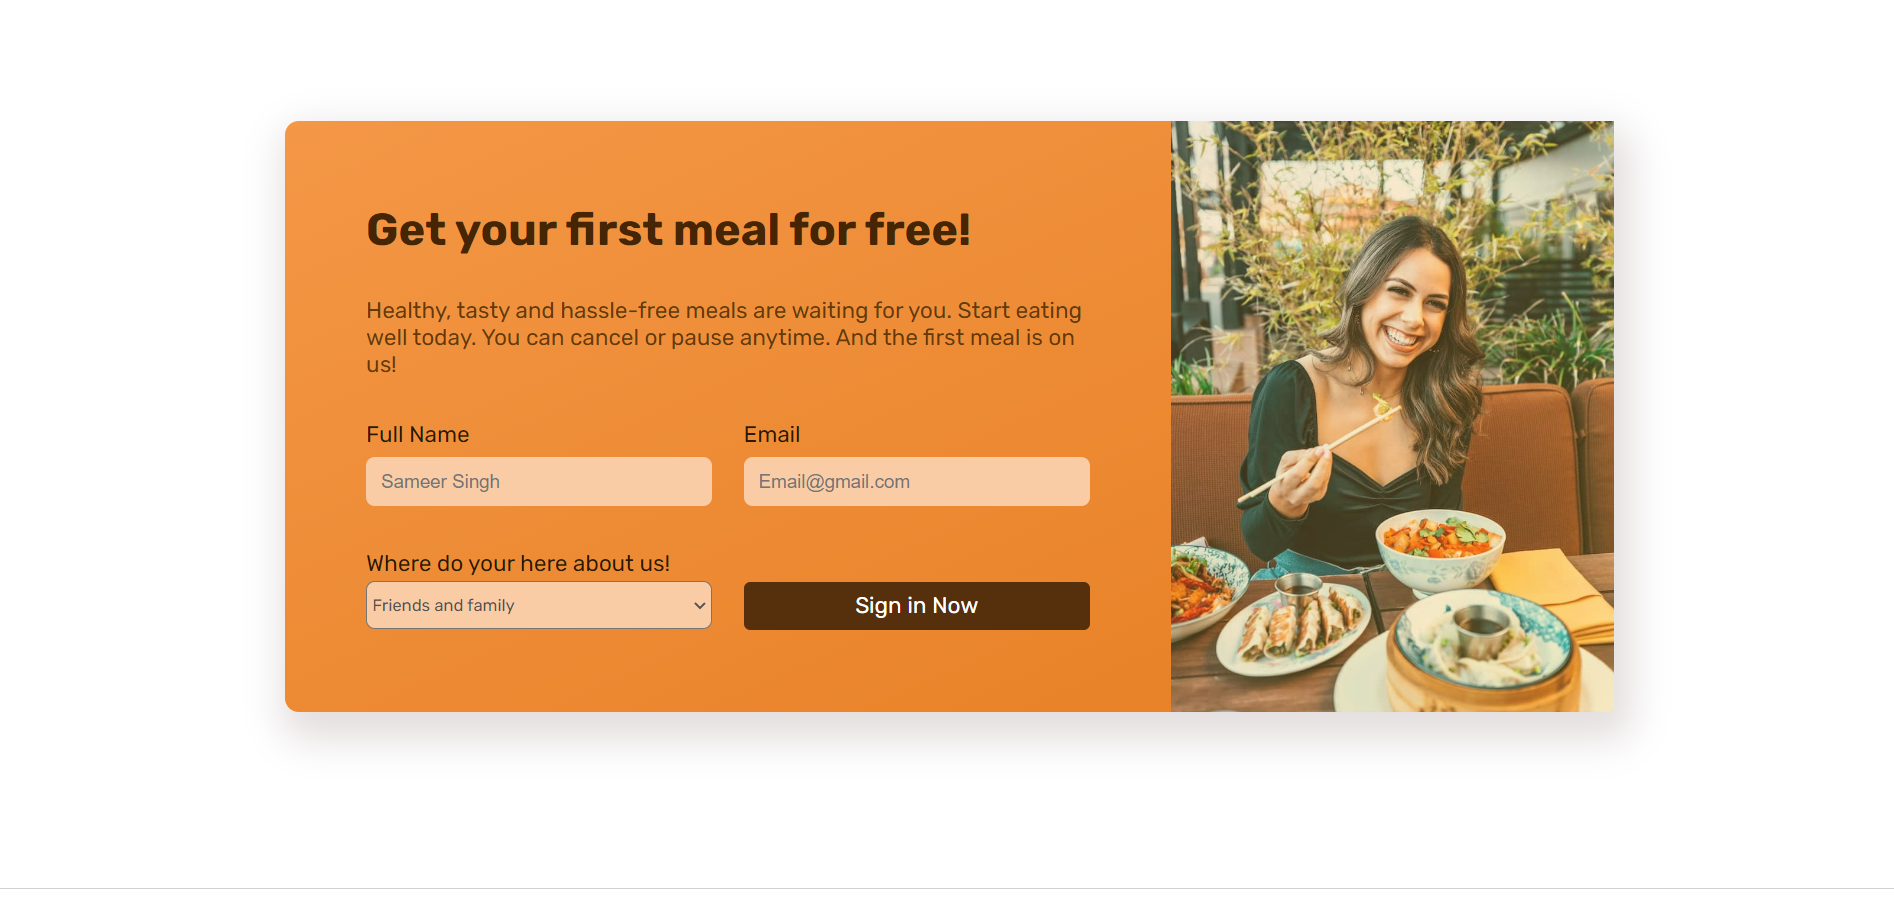 Get your first meal for free!
Healthy, tasty and hassle-free meals are waiting for you. Start eating
well today. You can cancel or pause anytime. And the first meal is on
us!
Full Name
Email
Sameer Singh
Email@gmail.com
Where do your here about us!
Friends and family
Sign in Now